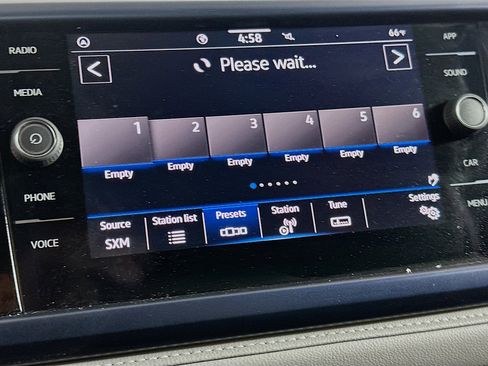 RADIO
MEDIA
PHONE
VOICE
4:58
66°F
< Please wait... >
1 2 3 4 5 6
Empty Empty Empty Empty Empty Empty
Source Station list Presets Station Tune Settings
SXM
APP
SOUND
CAR
MENU